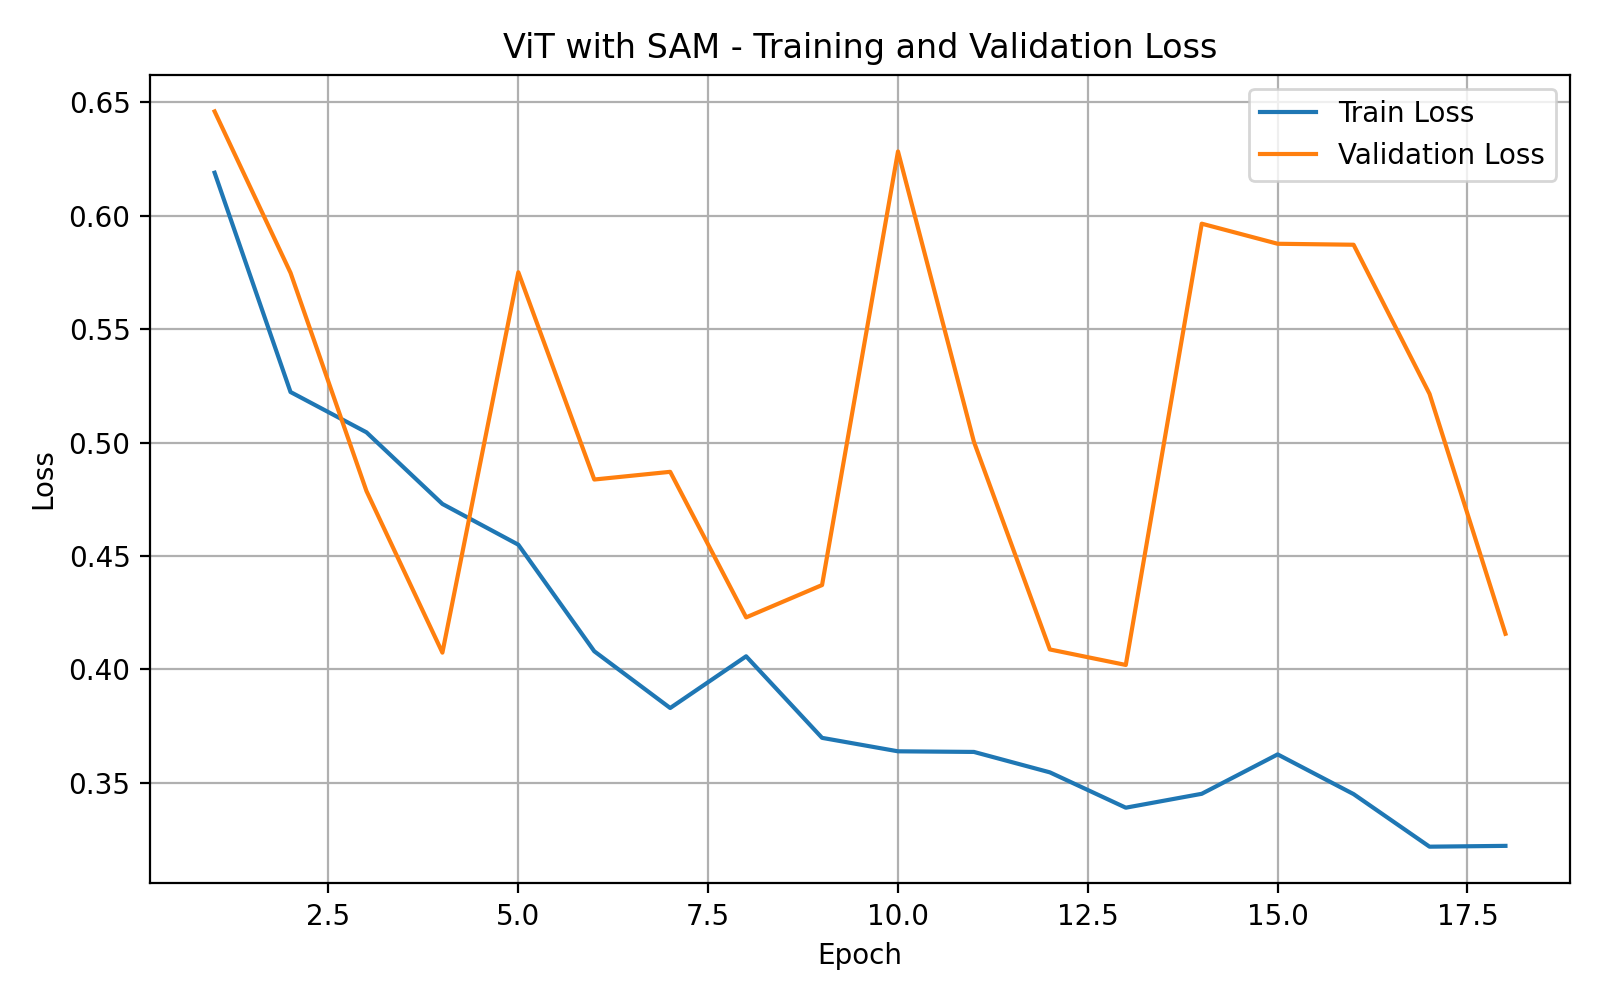 ViT with SAM - Training and Validation Loss
Train Loss
Validation Loss
0.65
0.60
0.55
0.50
0.45
0.40
0.35
Loss
2.5 5.0 7.5 10.0 12.5 15.0 17.5
Epoch